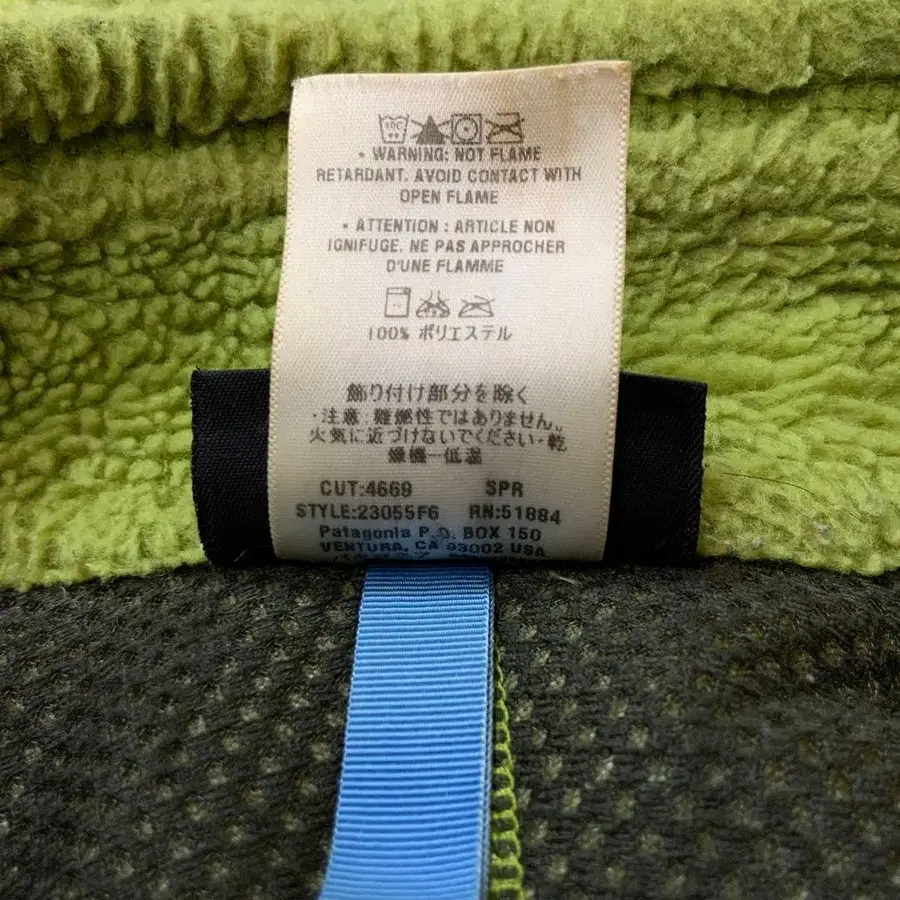 • WARNING: NOT FLAME
RETARDANT. AVOID CONTACT WITH
OPEN FLAME
• ATTENTION : ARTICLE NON
IGNIFUGE. NE PAS APPROCHER
D'UNE FLAMME
100% ポリエステル
飾り付け部分を除く
・注意：難燃性ではありません。
火気に近づけないでください・乾
燥機一低温
CUT:4669 SPR
STYLE:23055F6 RN:51884
Patagonia P.O. BOX 150
VENTURA, CA 93002 USA